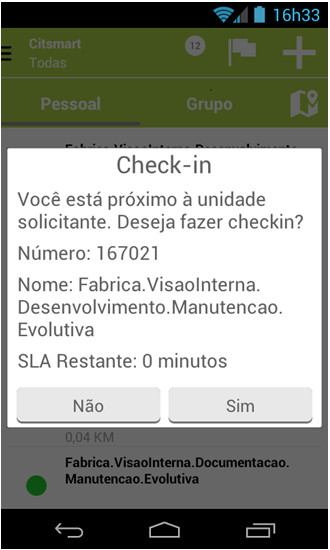 16h33
Citsmart
12
Todas
Pessoal
Grupo
Fabrica.VisaoInterna.Desenvolvimento.
Check-in
Você está próximo à unidade
solicitante. Deseja fazer checkin?
Número: 167021
Nome: Fabrica.VisaoInterna.
Desenvolvimento.Manutencao.
Evolutiva
SLA Restante: 0 minutos
Não
Sim
0,04 KM
Fabrica.VisaoInterna.Documentacao.
Manutencao.Evolutiva